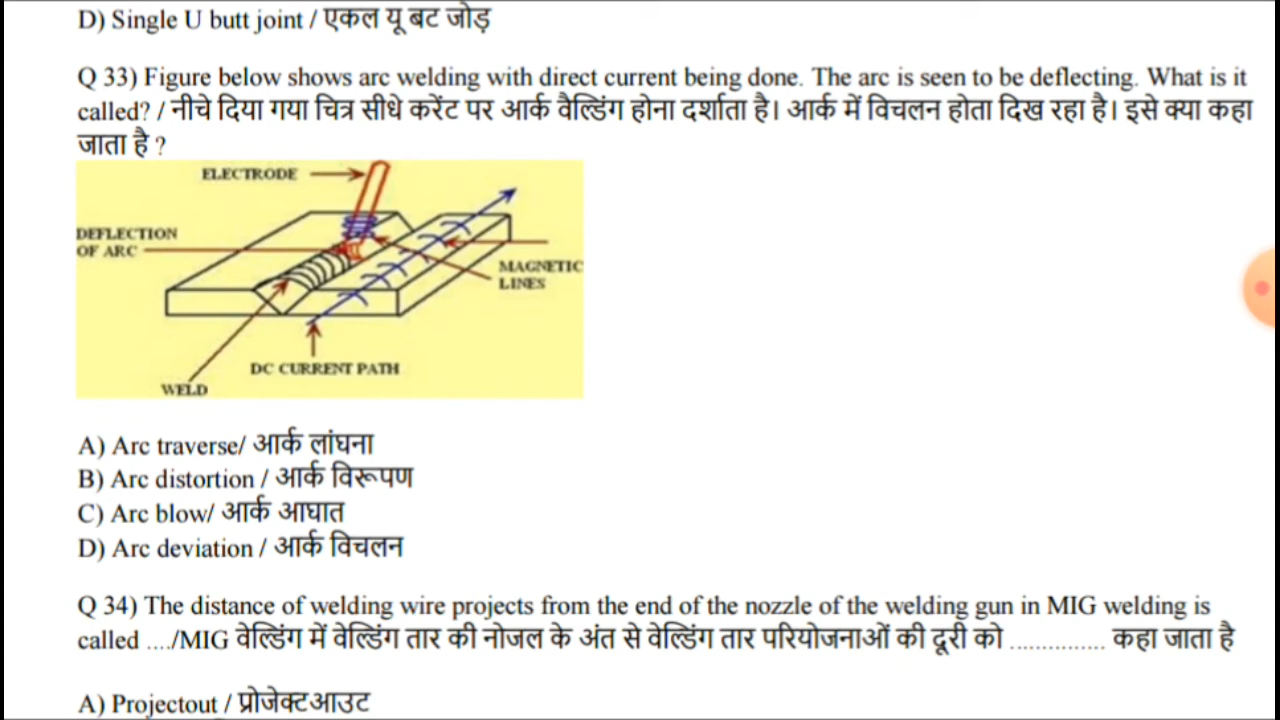 D) Single U butt joint / एकल यू बट जोड़
Q 33) Figure below shows arc welding with direct current being done. The arc is seen to be deflecting. What is it
called? / नीचे दिया गया चित्र सीधे करेंट पर आर्क वैल्डिंग होना दर्शाता है। आर्क में विचलन होता दिख रहा है। इसे क्या कहा
जाता है ?
ELECTRODE
DEFLECTION
OF ARC
MAGNETIC
LINES
DC CURRENT PATH
WELD
A) Arc traverse/ आर्क लांघना
B) Arc distortion / आर्क विरूपण
C) Arc blow/ आर्क आघात
D) Arc deviation / आर्क विचलन
Q 34) The distance of welding wire projects from the end of the nozzle of the welding gun in MIG welding is
called ..../MIG वेल्डिंग में वेल्डिंग तार की नोजल के अंत से वेल्डिंग तार परियोजनाओं की दूरी को ............... कहा जाता है
A) Projectout / प्रोजेक्टआउट